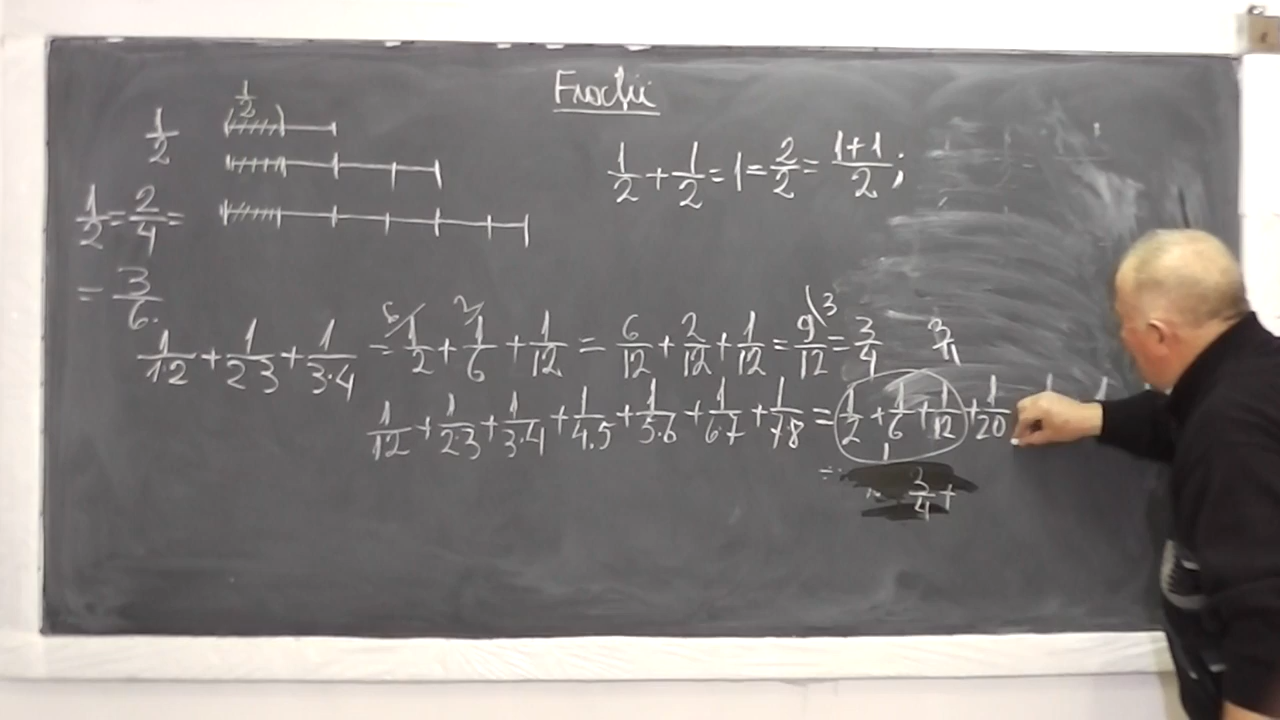 Fracții
1/2
1/2
1/2 + 1/2 = 1 = 2/2 = (1+1)/2;
1/2 = 2/4 =
= 3/6.
1/1·2 + 1/2·3 + 1/3·4 = 1/2 + 1/6 + 1/12 = 6/12 + 2/12 + 1/12 = 9/12 = 3/4
1/1·2 + 1/2·3 + 1/3·4 + 1/4·5 + 1/5·6 + 1/6·7 + 1/7·8 = 1/2 + 1/6 + 1/12 + 1/20
3/4 +